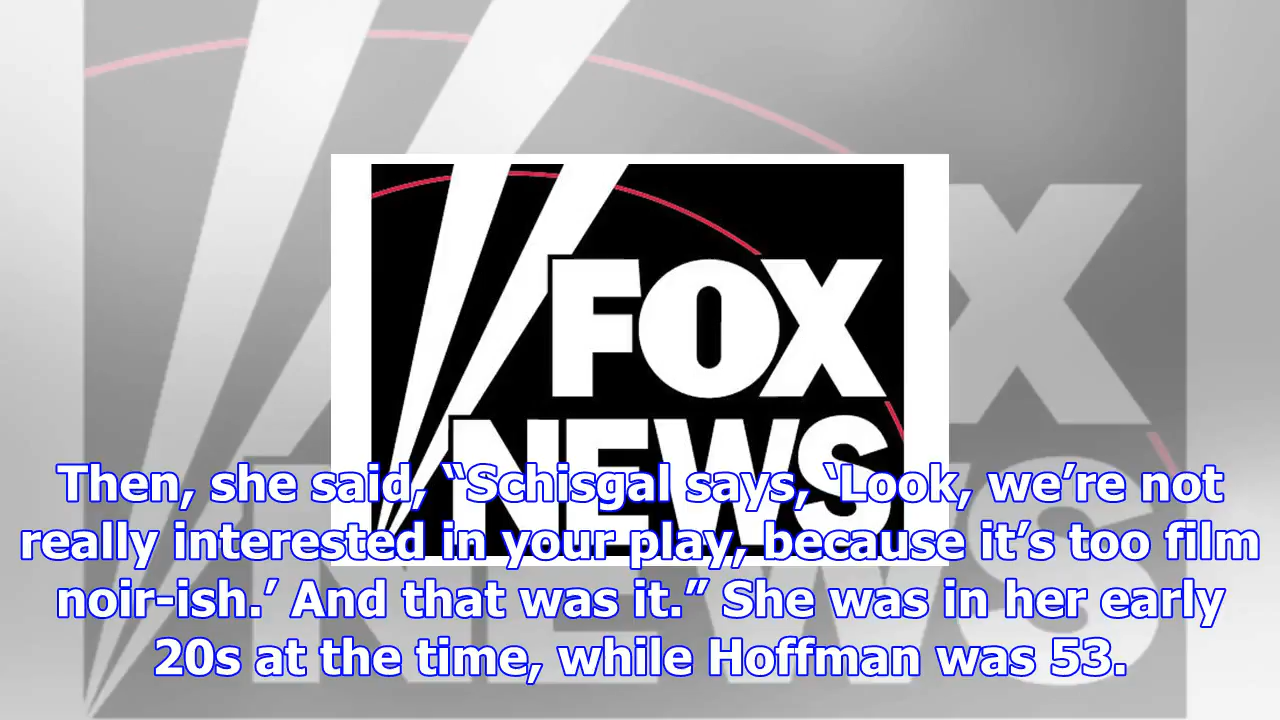 FOX
NEWS
Then, she said, “Schisgal says, ‘Look, we’re not
really interested in your play, because it’s too film
noir-ish.’ And that was it.” She was in her early
20s at the time, while Hoffman was 53.